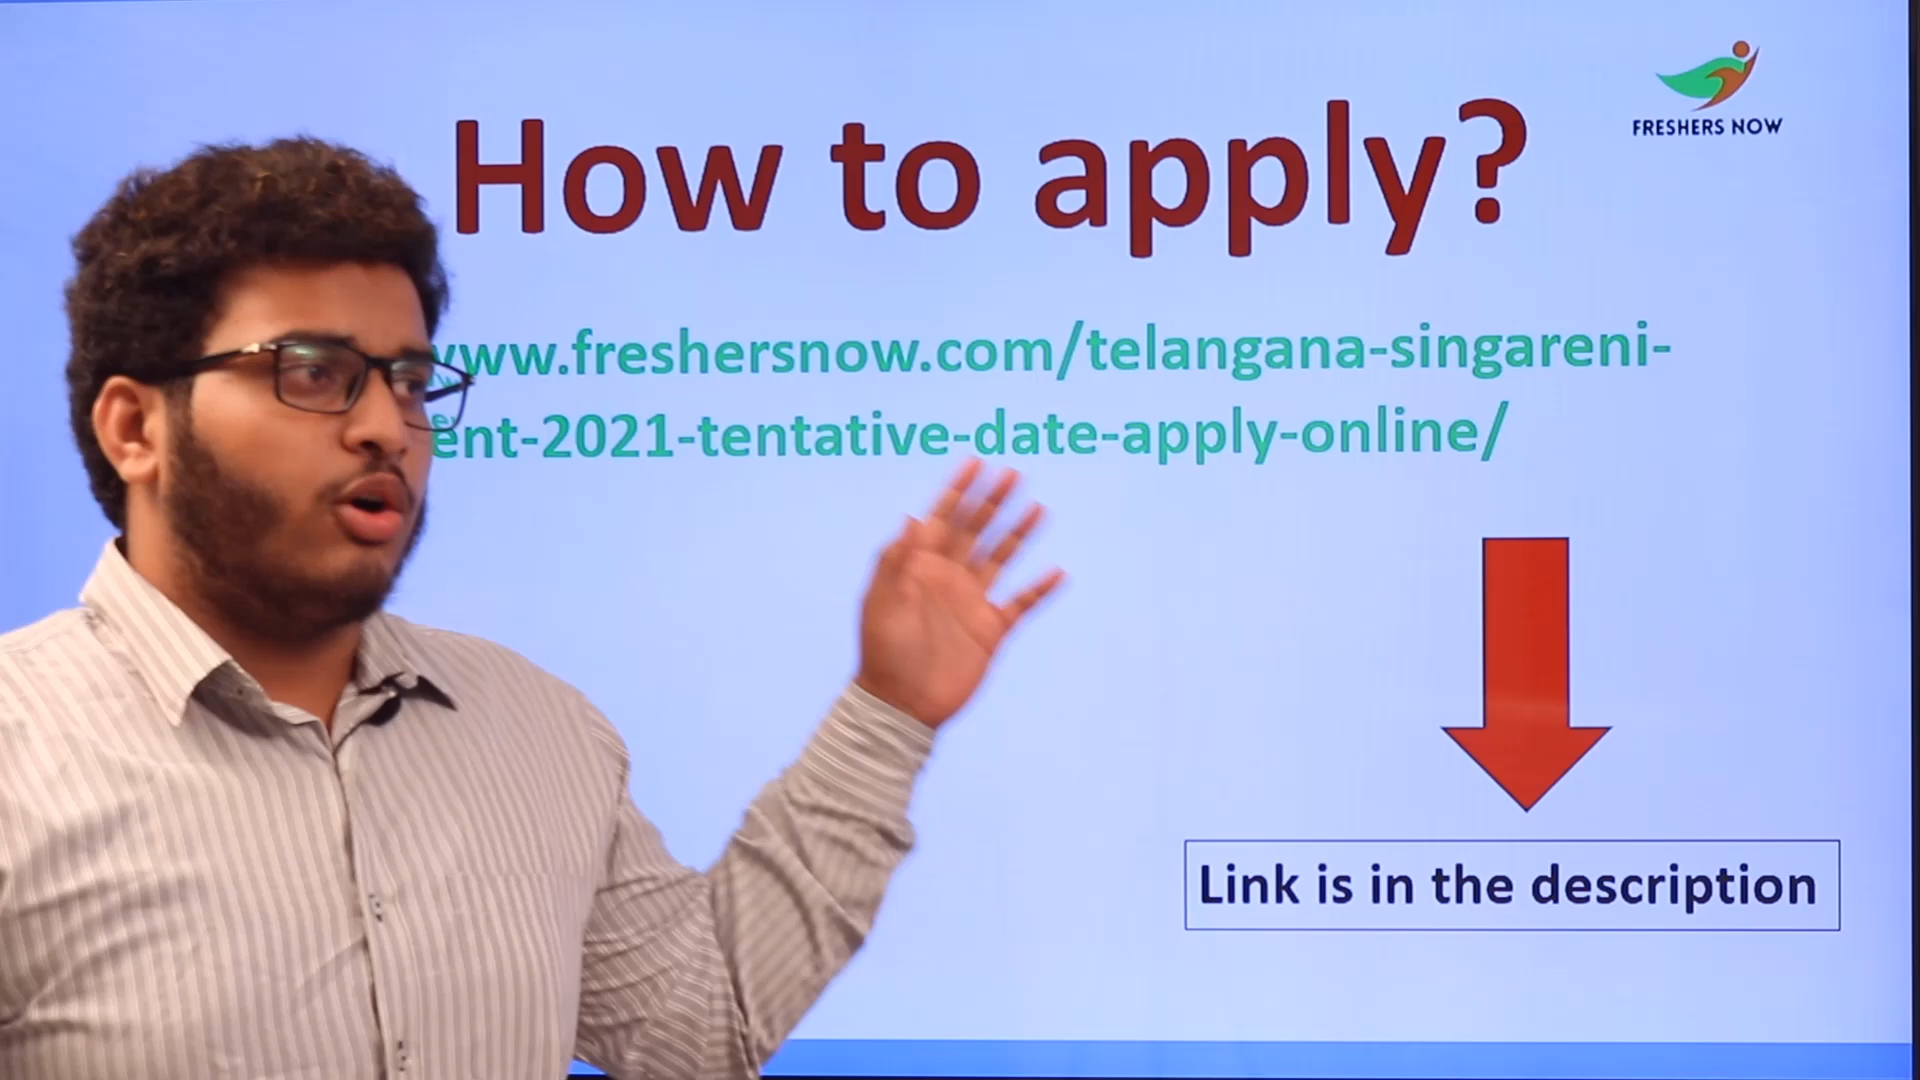 How to apply?
FRESHERS NOW
www.freshersnow.com/telangana-singareni-
ent-2021-tentative-date-apply-online/
Link is in the description